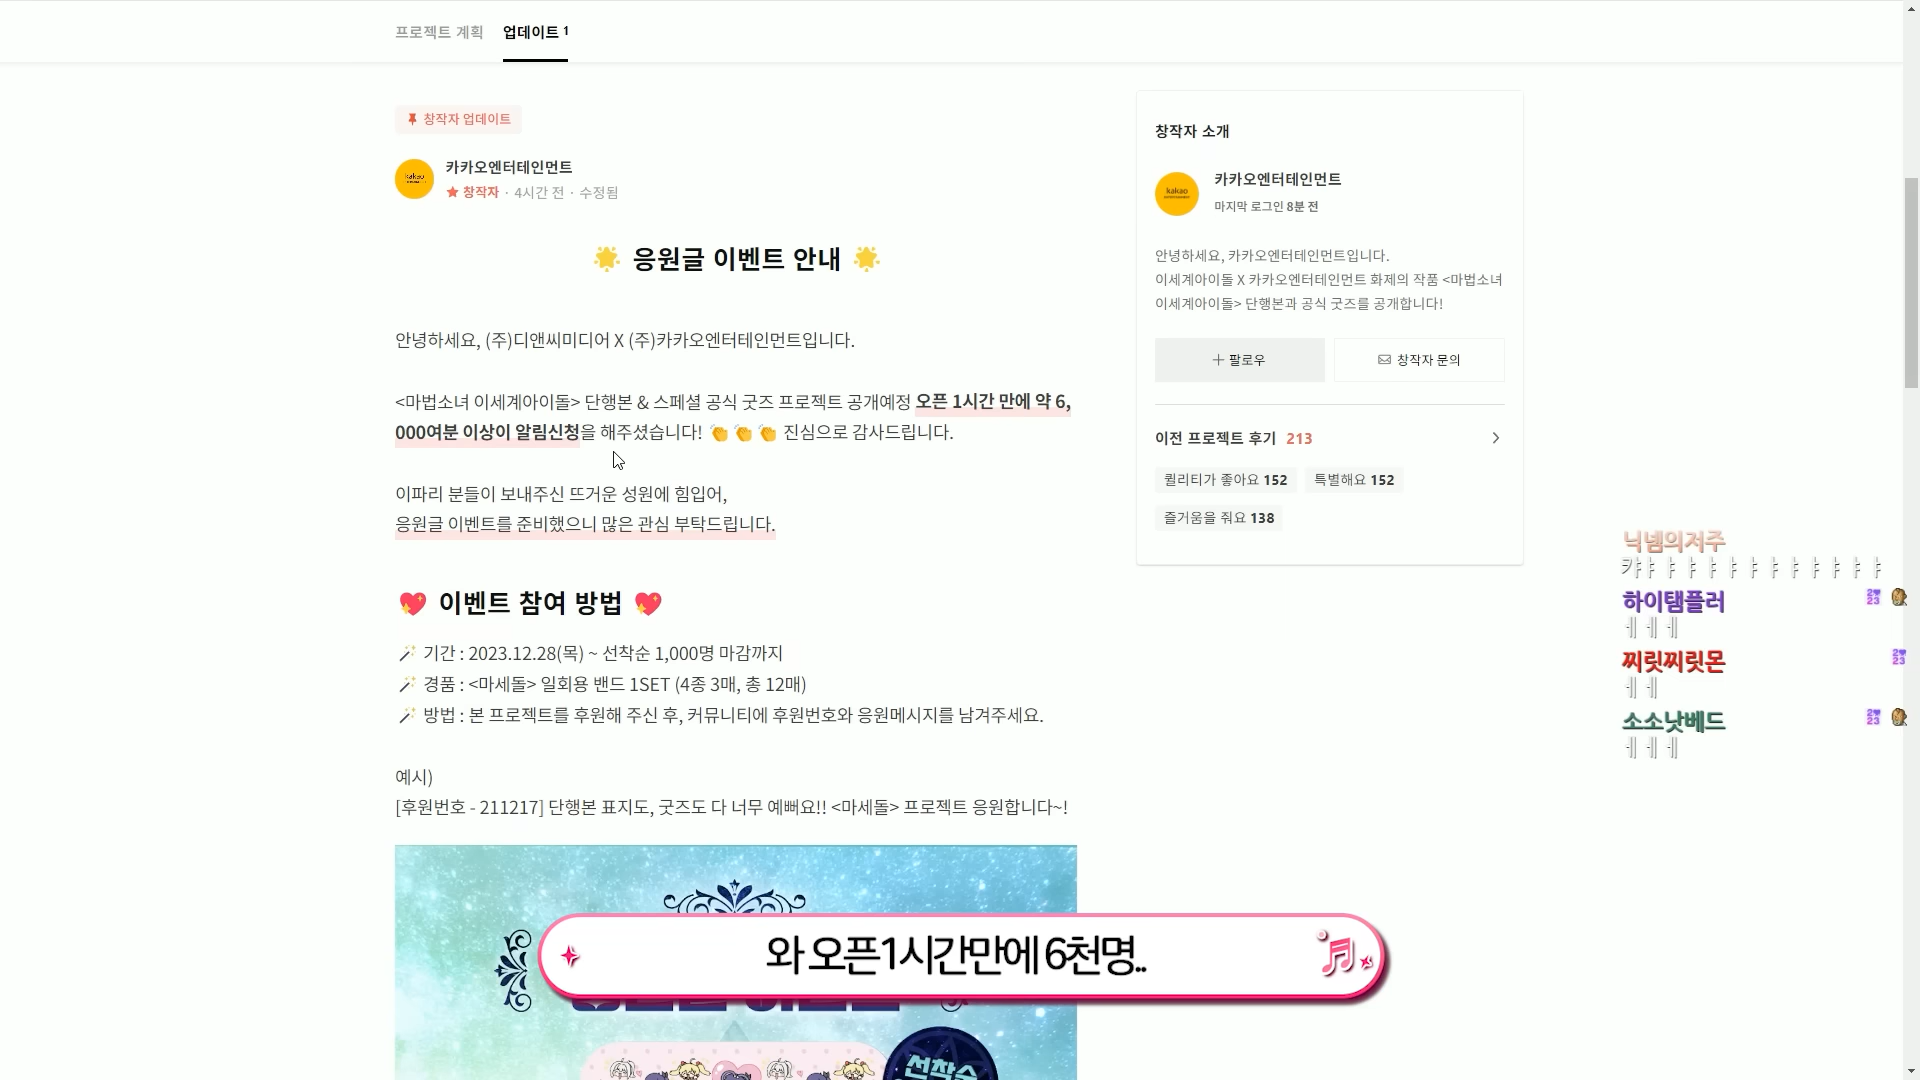 프로젝트 계획 업데이트 1
창작자 업데이트
카카오엔터테인먼트
창작자 · 4시간 전 · 수정됨
응원글 이벤트 안내
안녕하세요, (주)디앤씨미디어 X (주)카카오엔터테인먼트입니다.
<마법소녀 이세계아이돌> 단행본 & 스페셜 공식 굿즈 프로젝트 공개예정 오픈 1시간 만에 약 6,
000여분 이상이 알림신청을 해주셨습니다! 👏 👏 👏 진심으로 감사드립니다.
이파리 분들이 보내주신 뜨거운 성원에 힘입어,
응원글 이벤트를 준비했으니 많은 관심 부탁드립니다.
이벤트 참여 방법
기간 : 2023.12.28(목) ~ 선착순 1,000명 마감까지
경품 : <마세돌> 일회용 밴드 1SET (4종 3매, 총 12매)
방법 : 본 프로젝트를 후원해 주신 후, 커뮤니티에 후원번호와 응원메시지를 남겨주세요.
예시)
[후원번호 - 211217] 단행본 표지도, 굿즈도 다 너무 예뻐요!! <마세돌> 프로젝트 응원합니다~!
선착순
와 오픈1시간만에 6천명..
창작자 소개
kakao
카카오엔터테인먼트
마지막 로그인 8분 전
안녕하세요, 카카오엔터테인먼트입니다.
이세계아이돌 X 카카오엔터테인먼트 화제의 작품 <마법소녀
이세계아이돌> 단행본과 공식 굿즈를 공개합니다!
팔로우
창작자 문의
이전 프로젝트 후기 213
퀄리티가 좋아요 152 특별해요 152
즐거움을 줘요 138
닉넴의저주
캬ㅑㅑㅑㅑㅑㅑㅑㅑㅑㅑㅑㅑ
하이탬플러
ㅔㅔㅔ
찌릿찌릿몬
ㅔㅔ
소소낫베드
ㅔㅔㅔ